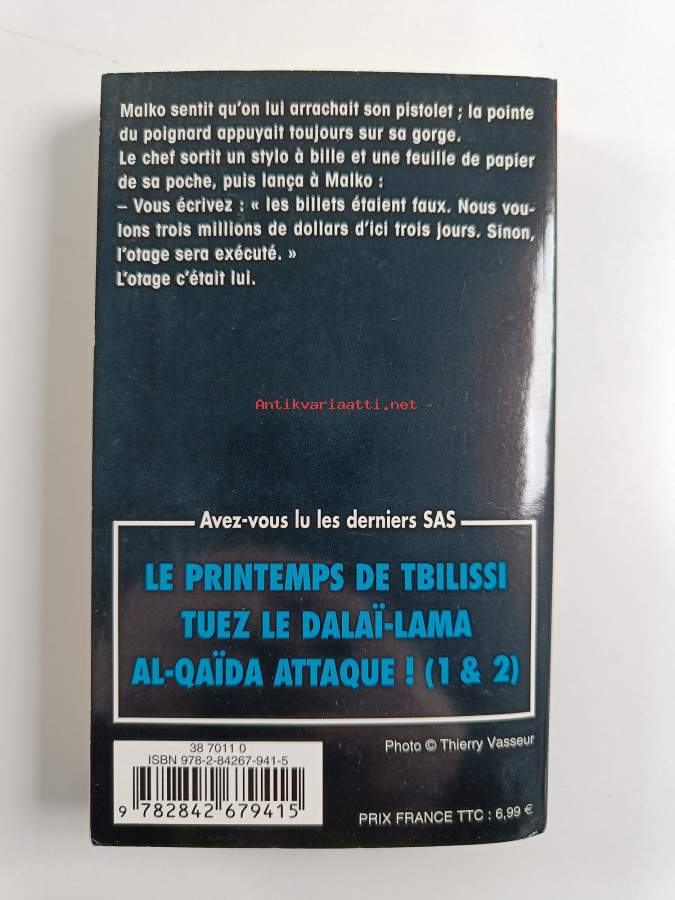 Malko sentit qu'on lui arrachait son pistolet ; la pointe
du poignard appuyait toujours sur sa gorge.
Le chef sortit un stylo à bille et une feuille de papier
de sa poche, puis lança à Malko :
– Vous écrivez : « les billets étaient faux. Nous vou-
lons trois millions de dollars d'ici trois jours. Sinon,
l'otage sera exécuté. »
L'otage c'était lui.
Antikvariaatti.net
Avez-vous lu les derniers SAS
LE PRINTEMPS DE TBILISSI
TUEZ LE DALAÏ-LAMA
AL-QAÏDA ATTAQUE ! (1 & 2)
38 7011 0
ISBN 978-2-84267-941-5
9 782842 679415
Photo © Thierry Vasseur
PRIX FRANCE TTC : 6,99 €